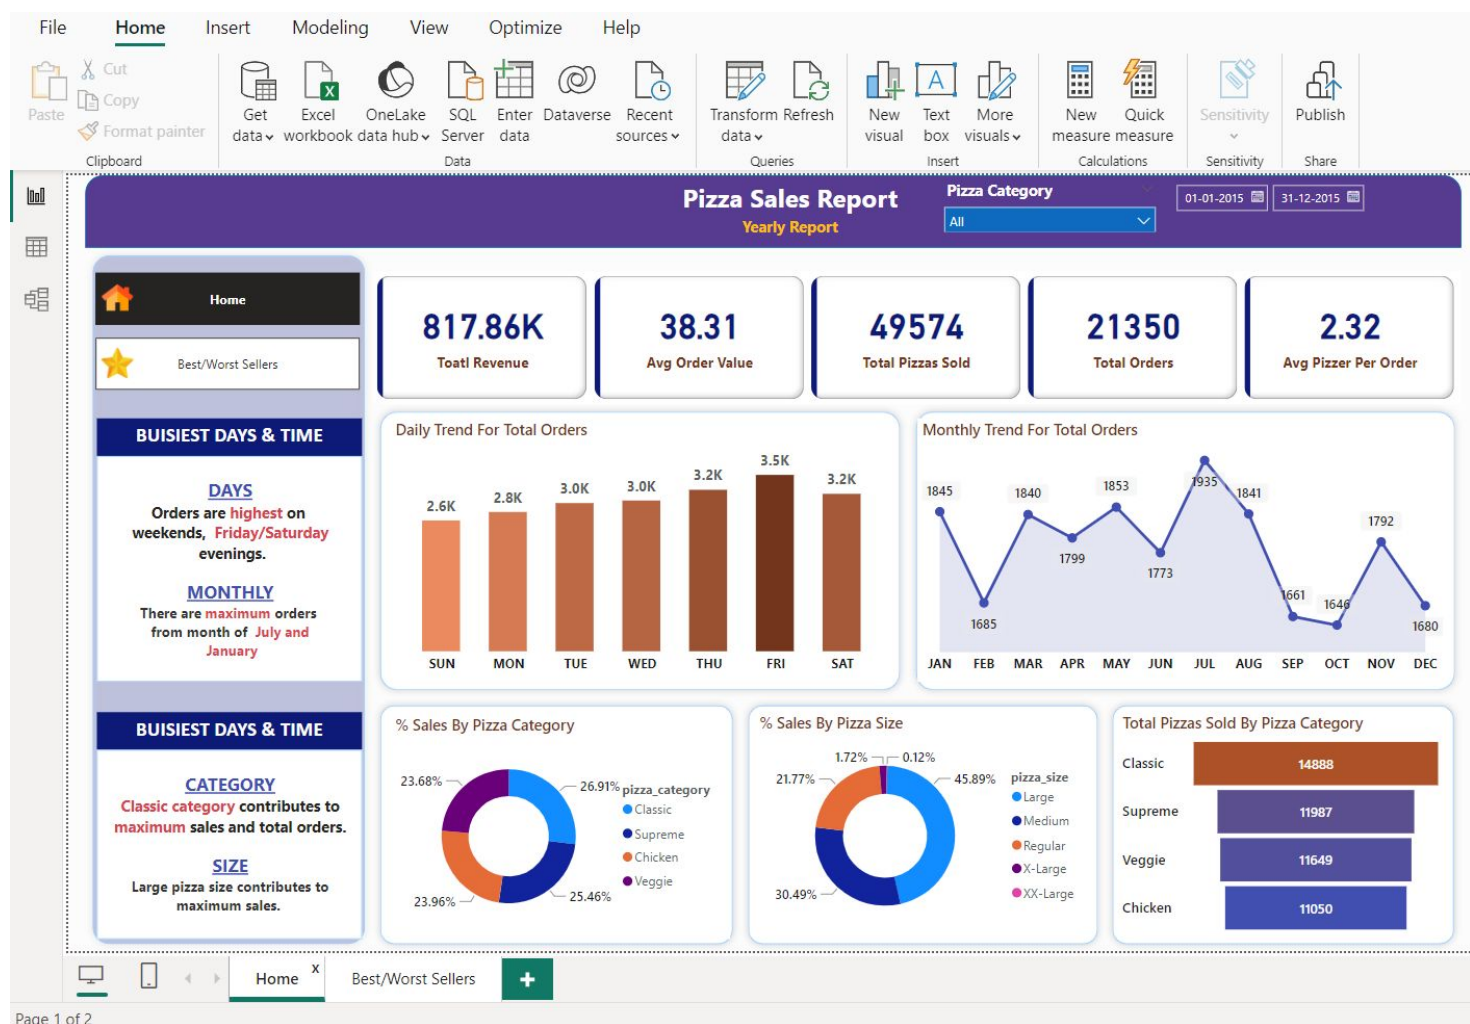 File Home Insert Modeling View Optimize Help
Paste
Cut
Copy
Format painter
Clipboard
Get data
Excel workbook
OneLake data hub
SQL Server
Enter data
Dataverse
Recent sources
Data
Transform data
Refresh
Queries
New visual
Text box
More visuals
Insert
New measure
Quick measure
Calculations
Sensitivity
Sensitivity
Publish
Share
Pizza Sales Report
Yearly Report
Pizza Category
All
01-01-2015
31-12-2015
Home
Best/Worst Sellers
817.86K
Toatl Revenue
38.31
Avg Order Value
49574
Total Pizzas Sold
21350
Total Orders
2.32
Avg Pizzer Per Order
BUISIEST DAYS & TIME
DAYS
Orders are highest on
weekends, Friday/Saturday
evenings.
MONTHLY
There are maximum orders
from month of July and
January
BUISIEST DAYS & TIME
CATEGORY
Classic category contributes to
maximum sales and total orders.
SIZE
Large pizza size contributes to
maximum sales.
Daily Trend For Total Orders
2.6K 2.8K 3.0K 3.0K 3.2K 3.5K 3.2K
SUN MON TUE WED THU FRI SAT
Monthly Trend For Total Orders
1845 1685 1840 1799 1853 1773 1935 1841 1661 1646 1792 1680
JAN FEB MAR APR MAY JUN JUL AUG SEP OCT NOV DEC
% Sales By Pizza Category
23.68%
26.91%
23.96%
25.46%
pizza_category
Classic
Supreme
Chicken
Veggie
% Sales By Pizza Size
1.72%
0.12%
21.77%
45.89%
30.49%
pizza_size
Large
Medium
Regular
X-Large
XX-Large
Total Pizzas Sold By Pizza Category
Classic 14888
Supreme 11987
Veggie 11649
Chicken 11050
Home X
Best/Worst Sellers
+
Page 1 of 2